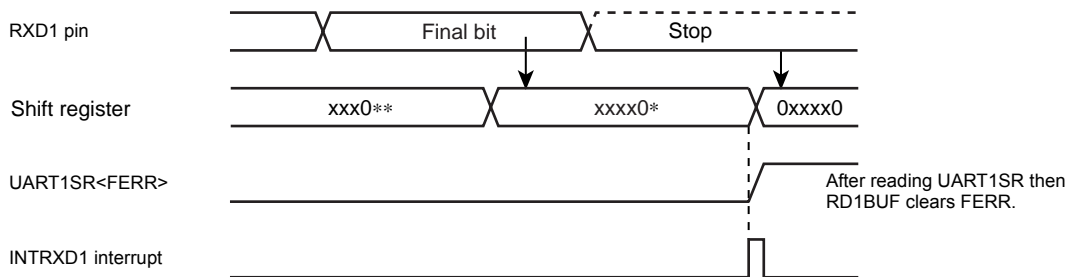 RXD1 pin
Final bit
Stop
Shift register
xxx0**
xxxx0*
0xxxx0
UART1SR<FERR>
After reading UART1SR then
RD1BUF clears FERR.
INTRXD1 interrupt